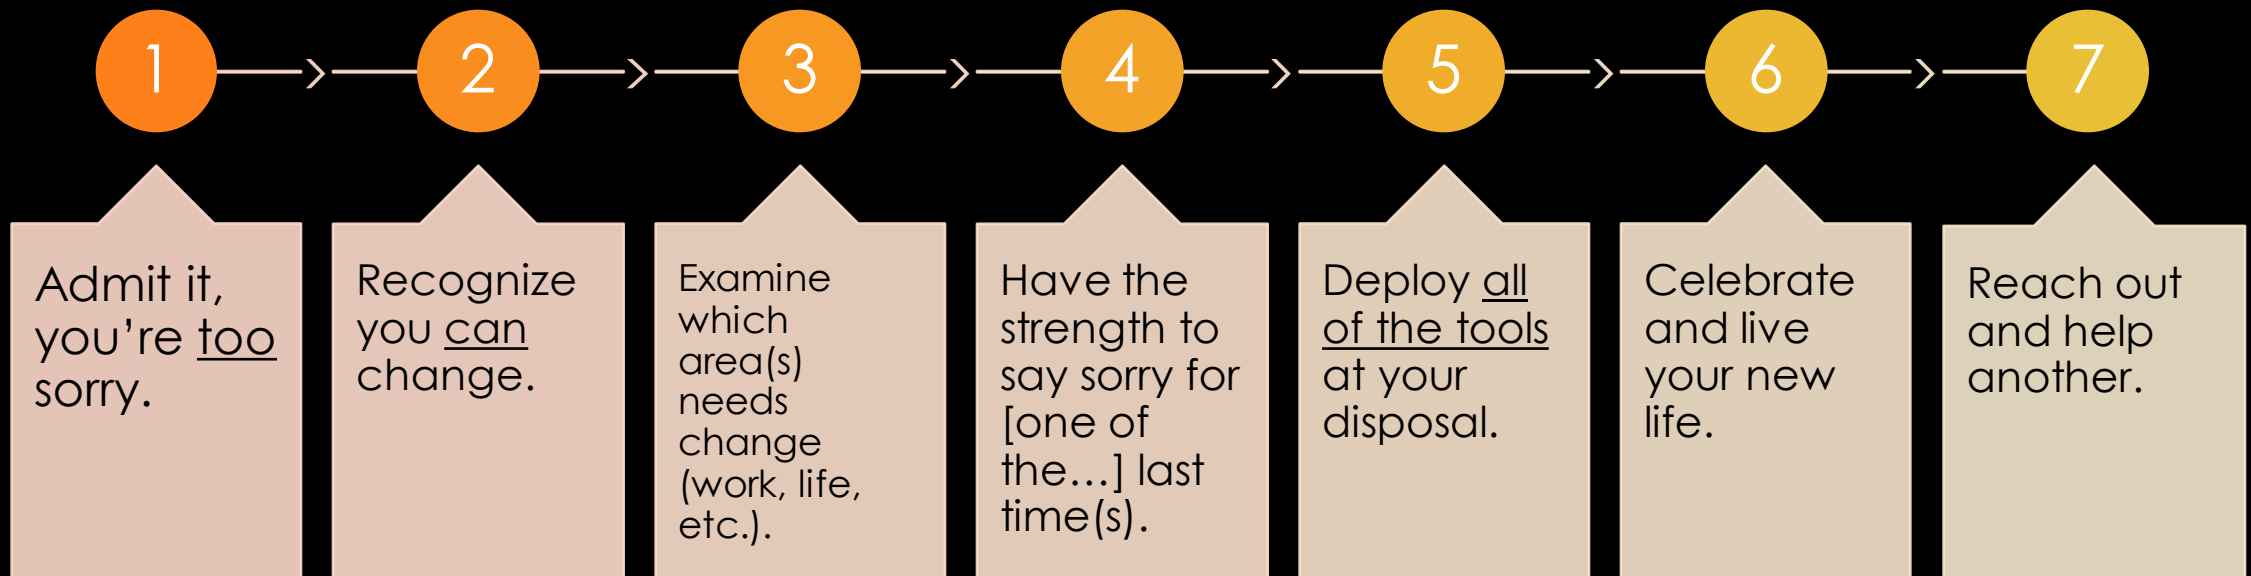 1
2
3
4
5
6
7
Admit it,
you're too
sorry.
Recognize
you can
change.
Examine
which
area(s)
needs
change
(work, life,
etc.).
Have the
strength to
say sorry for
[one of
the...] last
time(s).
Deploy all
of the tools
at your
disposal.
Celebrate
and live
your new
life.
Reach out
and help
another.